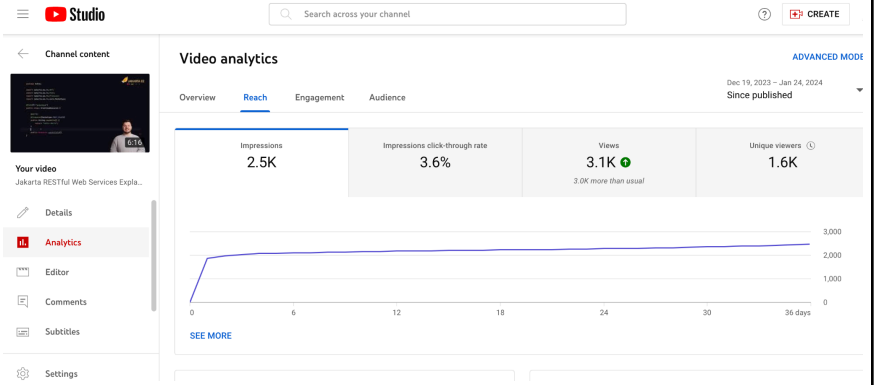 Studio
Search across your channel
CREATE
Channel content
Video analytics
ADVANCED MODE
Dec 19, 2023 – Jan 24, 2024
Since published
Overview
Reach
Engagement
Audience
6:16
Your video
Jakarta RESTful Web Services Expla...
Details
Analytics
Editor
Comments
Subtitles
Settings
Impressions
2.5K
Impressions click-through rate
3.6%
Views
3.1K
3.0K more than usual
Unique viewers
1.6K
3,000
2,000
1,000
0
0
6
12
18
24
30
36 days
SEE MORE